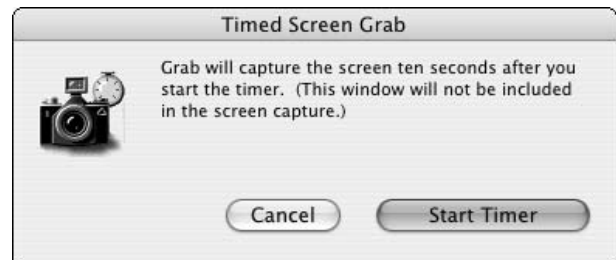 Timed Screen Grab
Grab will capture the screen ten seconds after you
start the timer. (This window will not be included
in the screen capture.)
Cancel
Start Timer